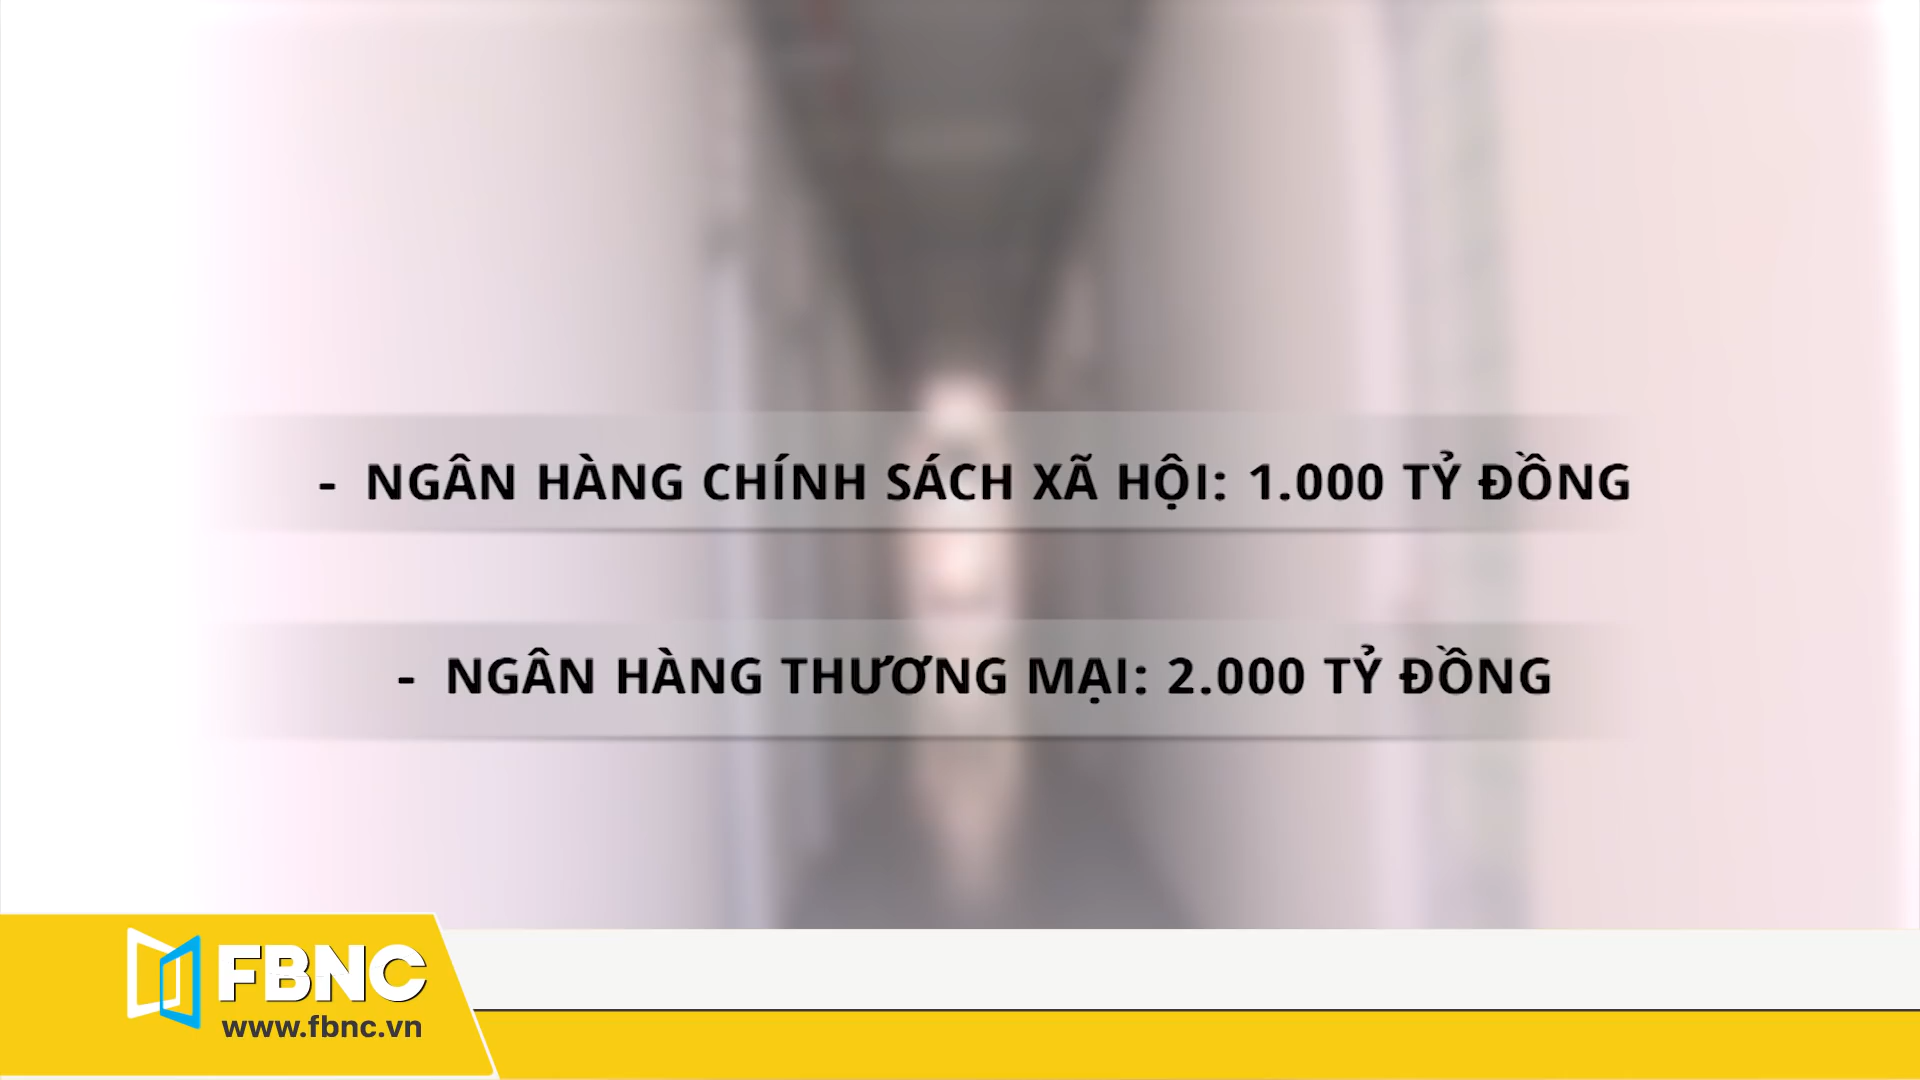 - NGÂN HÀNG CHÍNH SÁCH XÃ HỘI: 1.000 TỶ ĐỒNG
- NGÂN HÀNG THƯƠNG MẠI: 2.000 TỶ ĐỒNG
FBNC
www.fbnc.vn